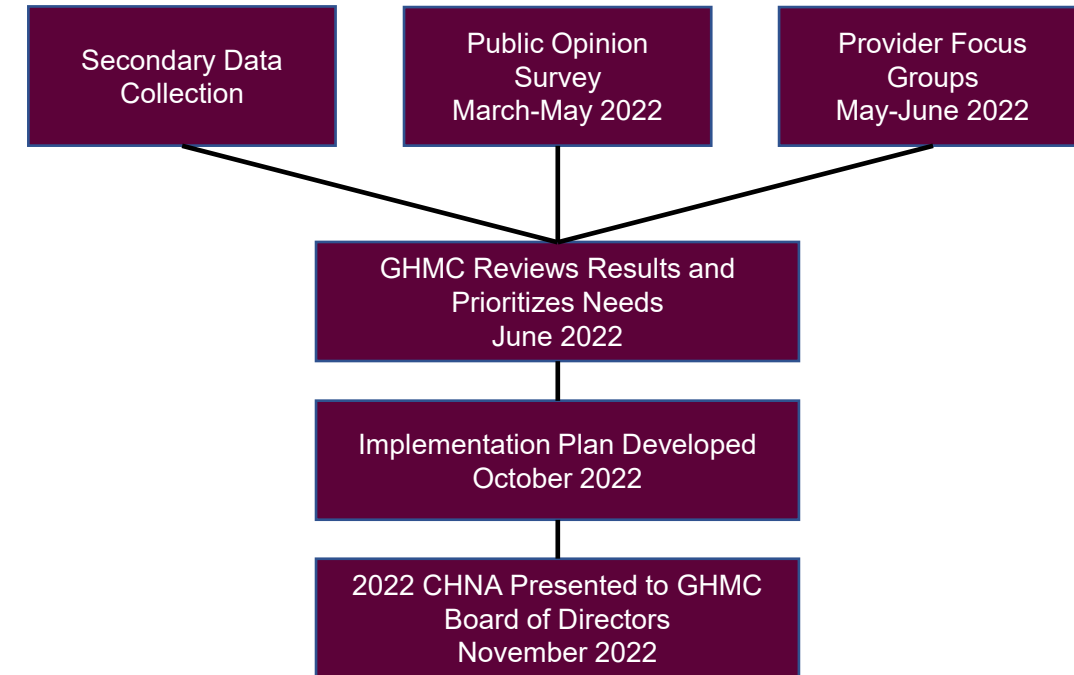 Secondary Data
Collection
Public Opinion
Survey
March-May 2022
Provider Focus
Groups
May-June 2022
GHMC Reviews Results and
Prioritizes Needs
June 2022
Implementation Plan Developed
October 2022
2022 CHNA Presented to GHMC
Board of Directors
November 2022